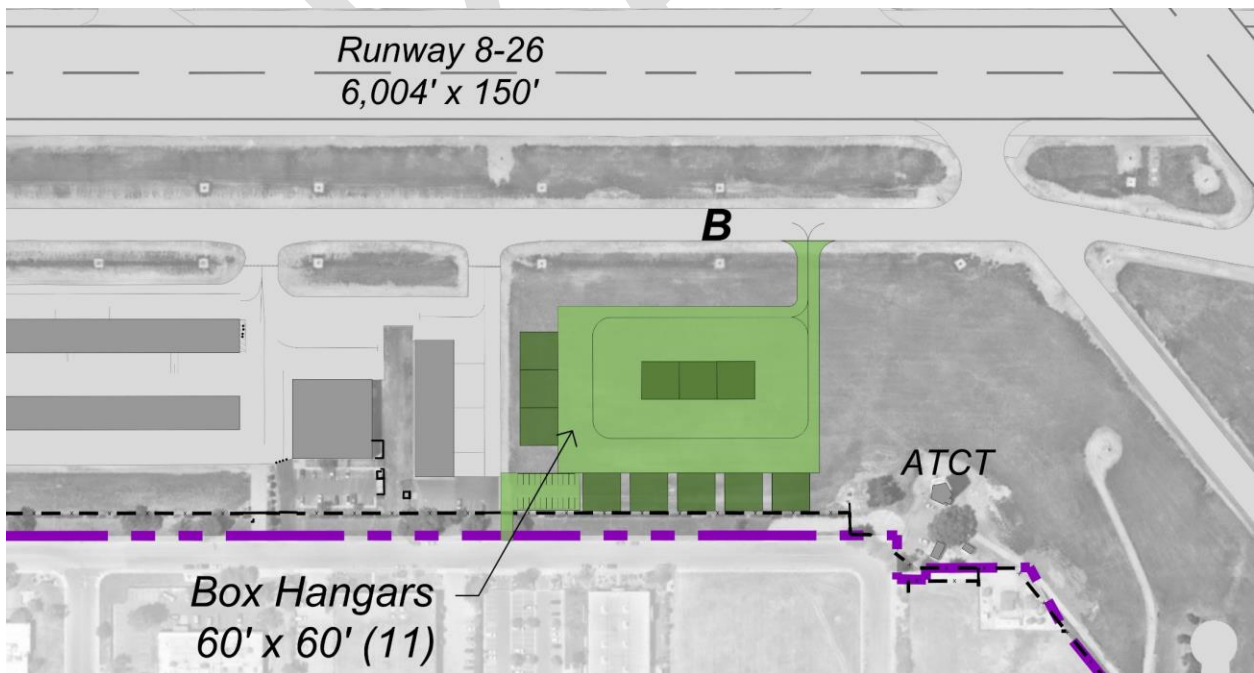 Runway 8-26
6,004' x 150'
B
ATCT
Box Hangars
60' x 60' (11)